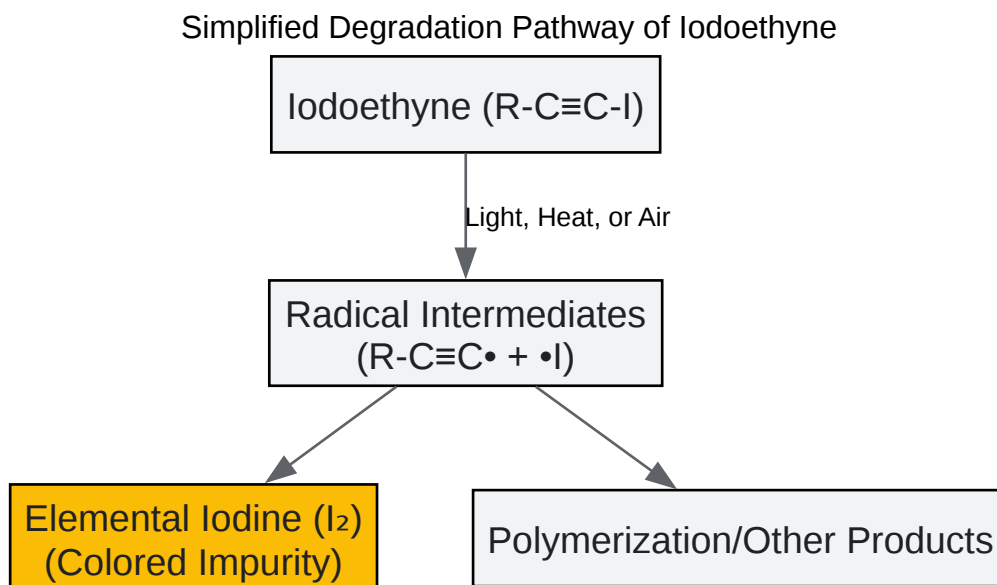 Simplified Degradation Pathway of Iodoethyne
Iodoethyne (R-C≡C-I)
Light, Heat, or Air
Radical Intermediates
(R-C≡C• + •I)
Elemental Iodine (I₂)
(Colored Impurity)
Polymerization/Other Products